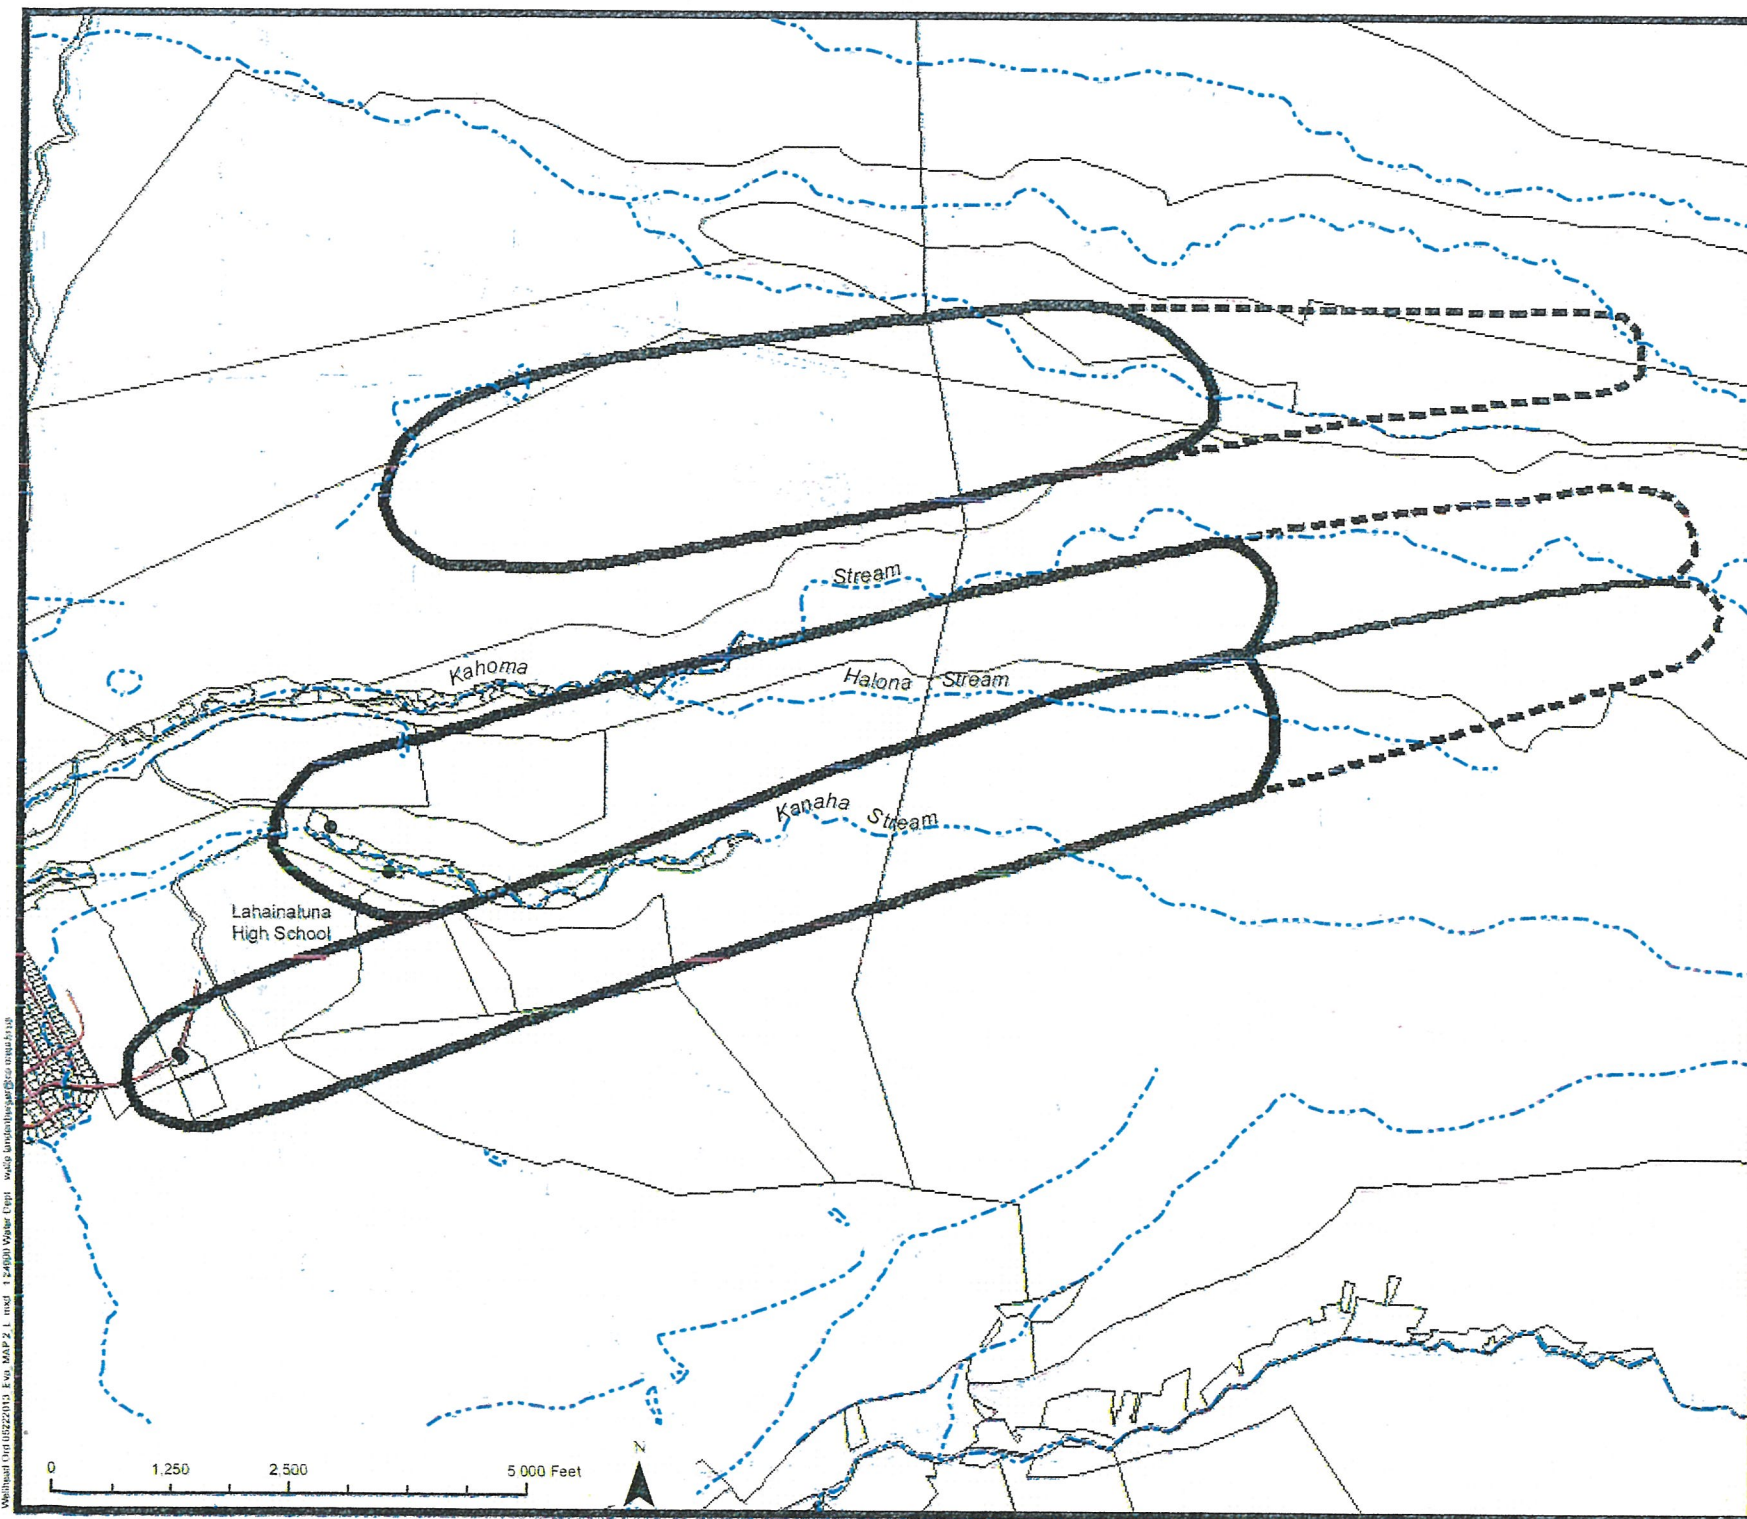 Stream
Kahoma
Halona Stream
Kanaha
Stream
Lahainaluna
High School
0 1,250 2,500 5 000 Feet
N